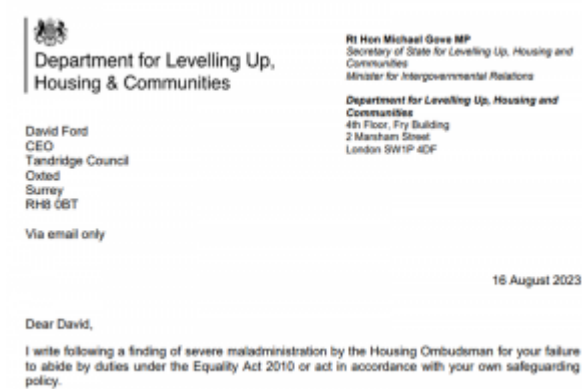 Department for Levelling Up,
Housing & Communities
Rt Hon Michael Gove MP
Secretary of State for Levelling Up, Housing and
Communities
Minister for Intergovernmental Relations
Department for Levelling Up, Housing and
Communities
4th Floor, Fry Building
2 Marsham Street
London SW1P 4DF
David Ford
CEO
Tandridge Council
Oxted
Surrey
RH8 0BT
Via email only
16 August 2023
Dear David,
I write following a finding of severe maladministration by the Housing Ombudsman for your failure
to abide by duties under the Equality Act 2010 or act in accordance with your own safeguarding
policy.